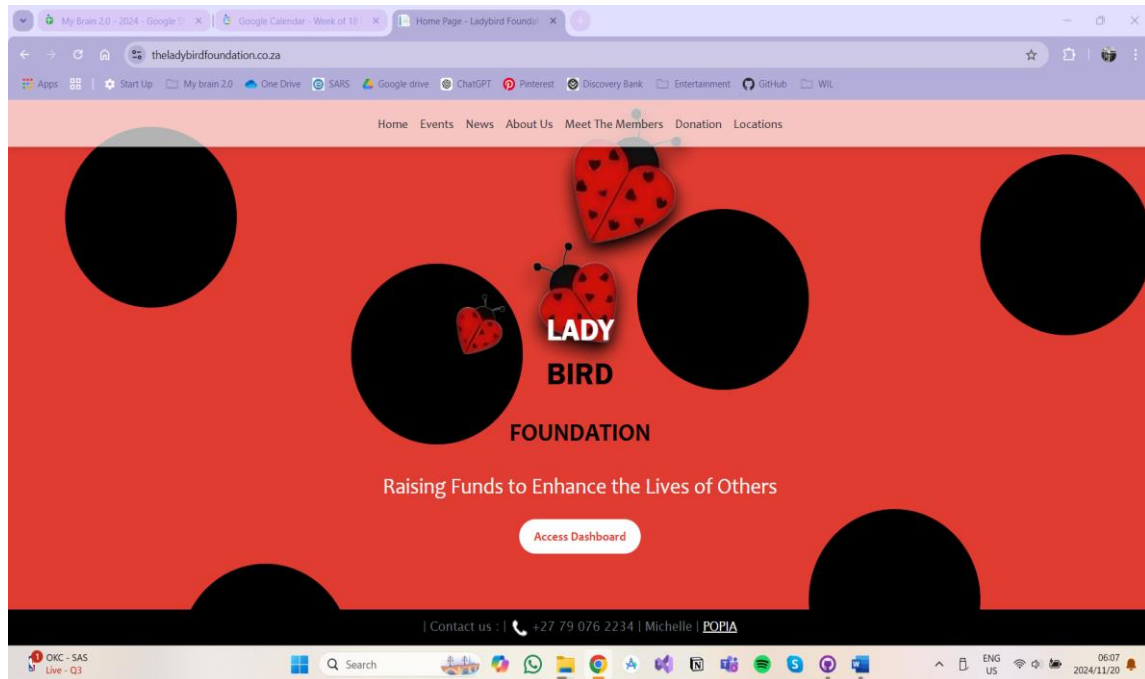 My Brain 2.0 - 2024 - Google S
Google Calendar - Week of 18
Home Page - Ladybird Foundat
theladybirdfoundation.co.za
Apps Start Up My brain 2.0 One Drive SARS Google drive ChatGPT Pinterest Discovery Bank Entertainment GitHub WIL
Home Events News About Us Meet The Members Donation Locations
LADY
BIRD
FOUNDATION
Raising Funds to Enhance the Lives of Others
Access Dashboard
| Contact us : | +27 79 076 2234 | Michelle | POPIA
1
OKC - SAS
Live - Q3
Search
ENG
US
06:07
2024/11/20